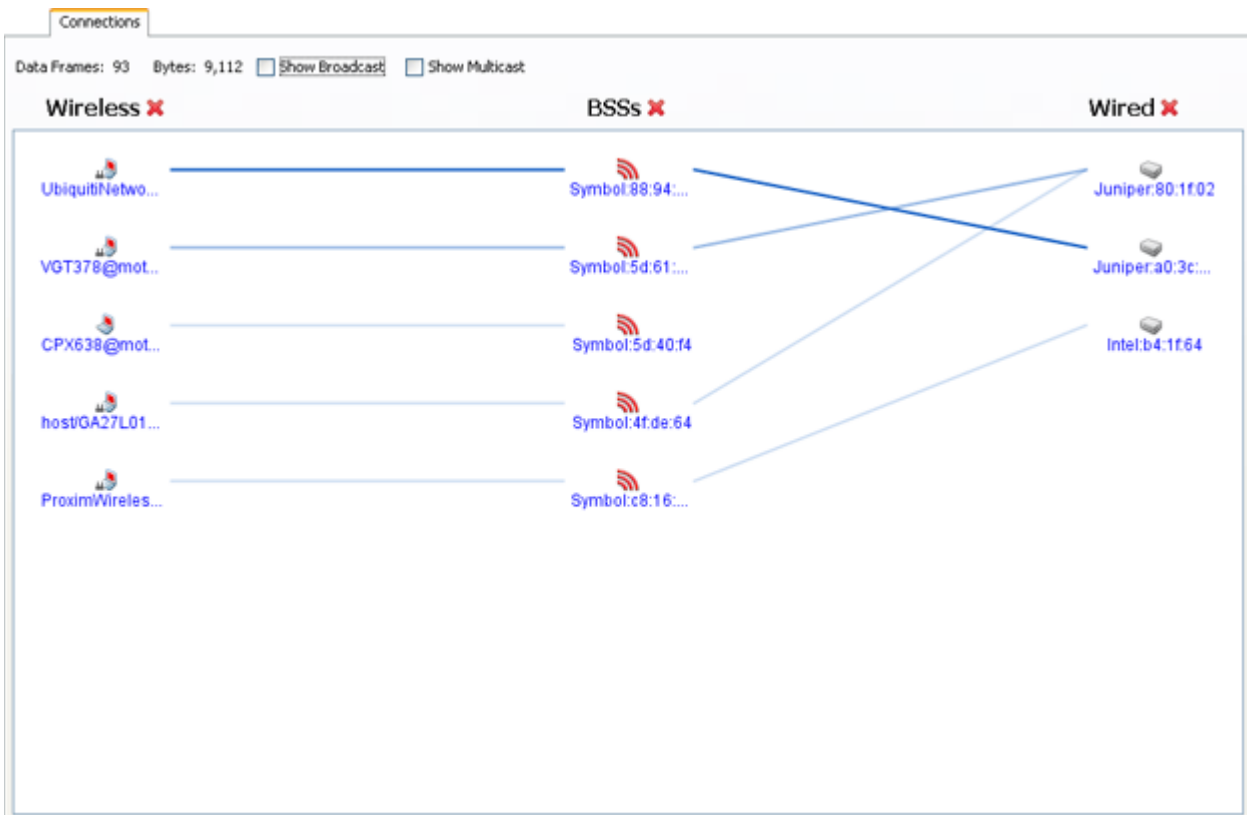 Connections
Data Frames: 93 Bytes: 9,112 Show Broadcast Show Multicast
Wireless BSSs Wired
UbiquitiNetwo... Symbol:88:94:... Juniper:80:1f:02
VGT378@mot... Symbol:5d:61:... Juniper:a0:3c:...
CPX638@mot... Symbol:5d:40:f4 Intel:b4:1f:64
host/GA27L01... Symbol:4f:de:64
ProximWireles... Symbol:c8:16:...